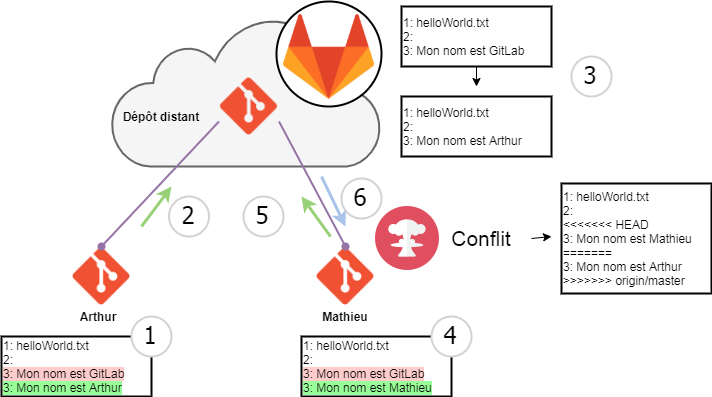 1: helloWorld.txt
2:
3: Mon nom est GitLab
3
1: helloWorld.txt
2:
3: Mon nom est Arthur
Dépôt distant
2
5
6
Conflit
1: helloWorld.txt
2:
<<<<<<< HEAD
3: Mon nom est Mathieu
=======
3: Mon nom est Arthur
>>>>>>> origin/master
Arthur
Mathieu
1
1: helloWorld.txt
2:
3: Mon nom est GitLab
3: Mon nom est Arthur
4
1: helloWorld.txt
2:
3: Mon nom est GitLab
3: Mon nom est Mathieu